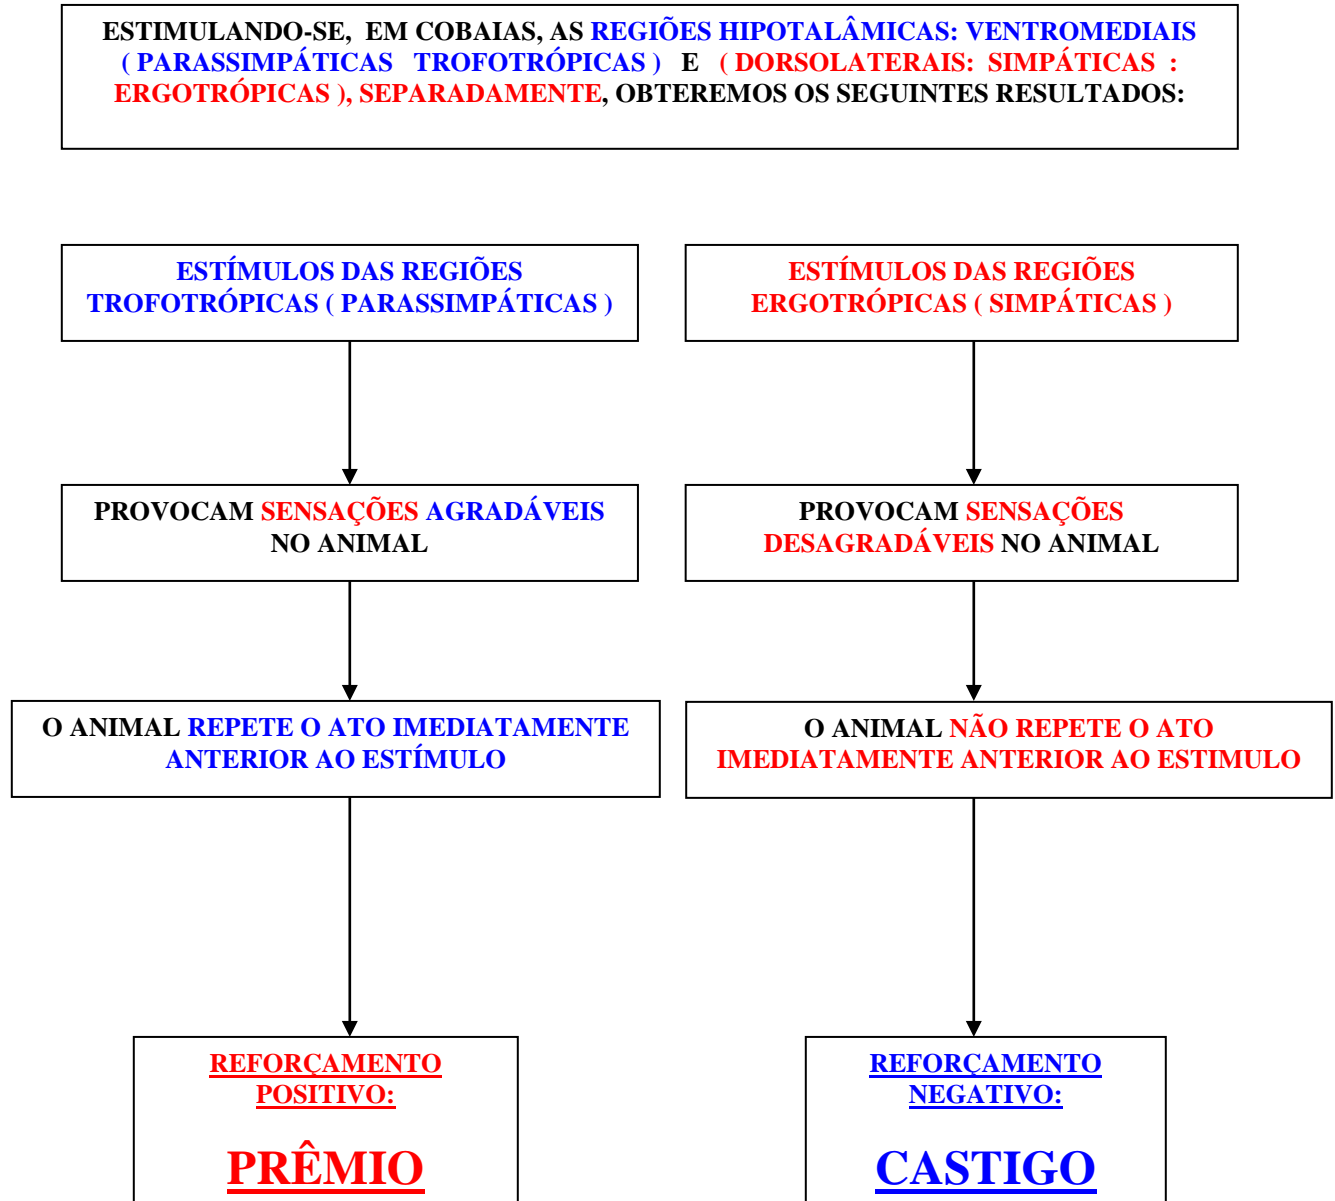 ESTIMULANDO-SE, EM COBAIAS, AS REGIÕES HIPOTALÂMICAS: VENTROMEDIAIS
( PARASSIMPÁTICAS TROFOTRÓPICAS ) E ( DORSOLATERAIS: SIMPÁTICAS :
ERGOTRÓPICAS ), SEPARADAMENTE, OBTEREMOS OS SEGUINTES RESULTADOS:
ESTÍMULOS DAS REGIÕES
TROFOTRÓPICAS ( PARASSIMPÁTICAS )
ESTÍMULOS DAS REGIÕES
ERGOTRÓPICAS ( SIMPÁTICAS )
PROVOCAM SENSAÇÕES AGRADÁVEIS
NO ANIMAL
PROVOCAM SENSAÇÕES
DESAGRADÁVEIS NO ANIMAL
O ANIMAL REPETE O ATO IMEDIATAMENTE
ANTERIOR AO ESTÍMULO
O ANIMAL NÃO REPETE O ATO
IMEDIATAMENTE ANTERIOR AO ESTIMULO
REFORÇAMENTO
POSITIVO:
PRÊMIO
REFORÇAMENTO
NEGATIVO:
CASTIGO